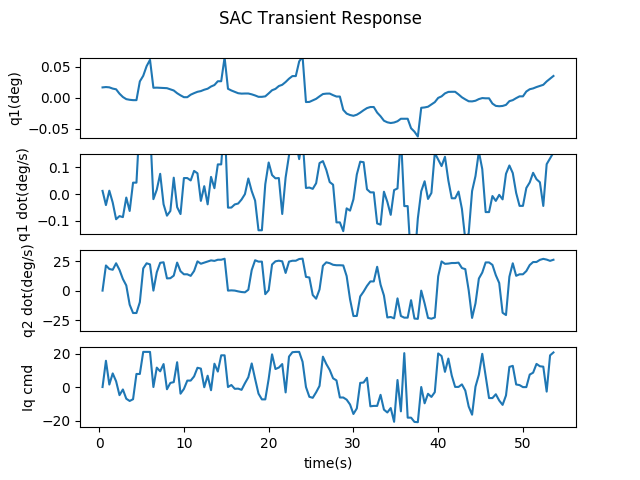 SAC Transient Response
q1(deg)
0.05
0.00
−0.05
q1 dot(deg/s)
0.1
0.0
−0.1
q2 dot(deg/s)
25
0
−25
Iq cmd
20
0
−20
0 10 20 30 40 50
time(s)